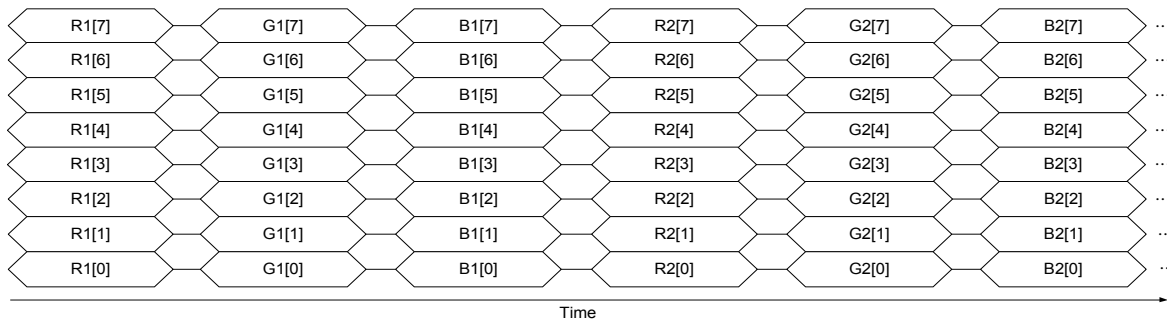 R1[7] G1[7] B1[7] R2[7] G2[7] B2[7] ..
R1[6] G1[6] B1[6] R2[6] G2[6] B2[6] ..
R1[5] G1[5] B1[5] R2[5] G2[5] B2[5] ..
R1[4] G1[4] B1[4] R2[4] G2[4] B2[4] ..
R1[3] G1[3] B1[3] R2[3] G2[3] B2[3] ..
R1[2] G1[2] B1[2] R2[2] G2[2] B2[2] ..
R1[1] G1[1] B1[1] R2[1] G2[1] B2[1] ..
R1[0] G1[0] B1[0] R2[0] G2[0] B2[0] ..
Time